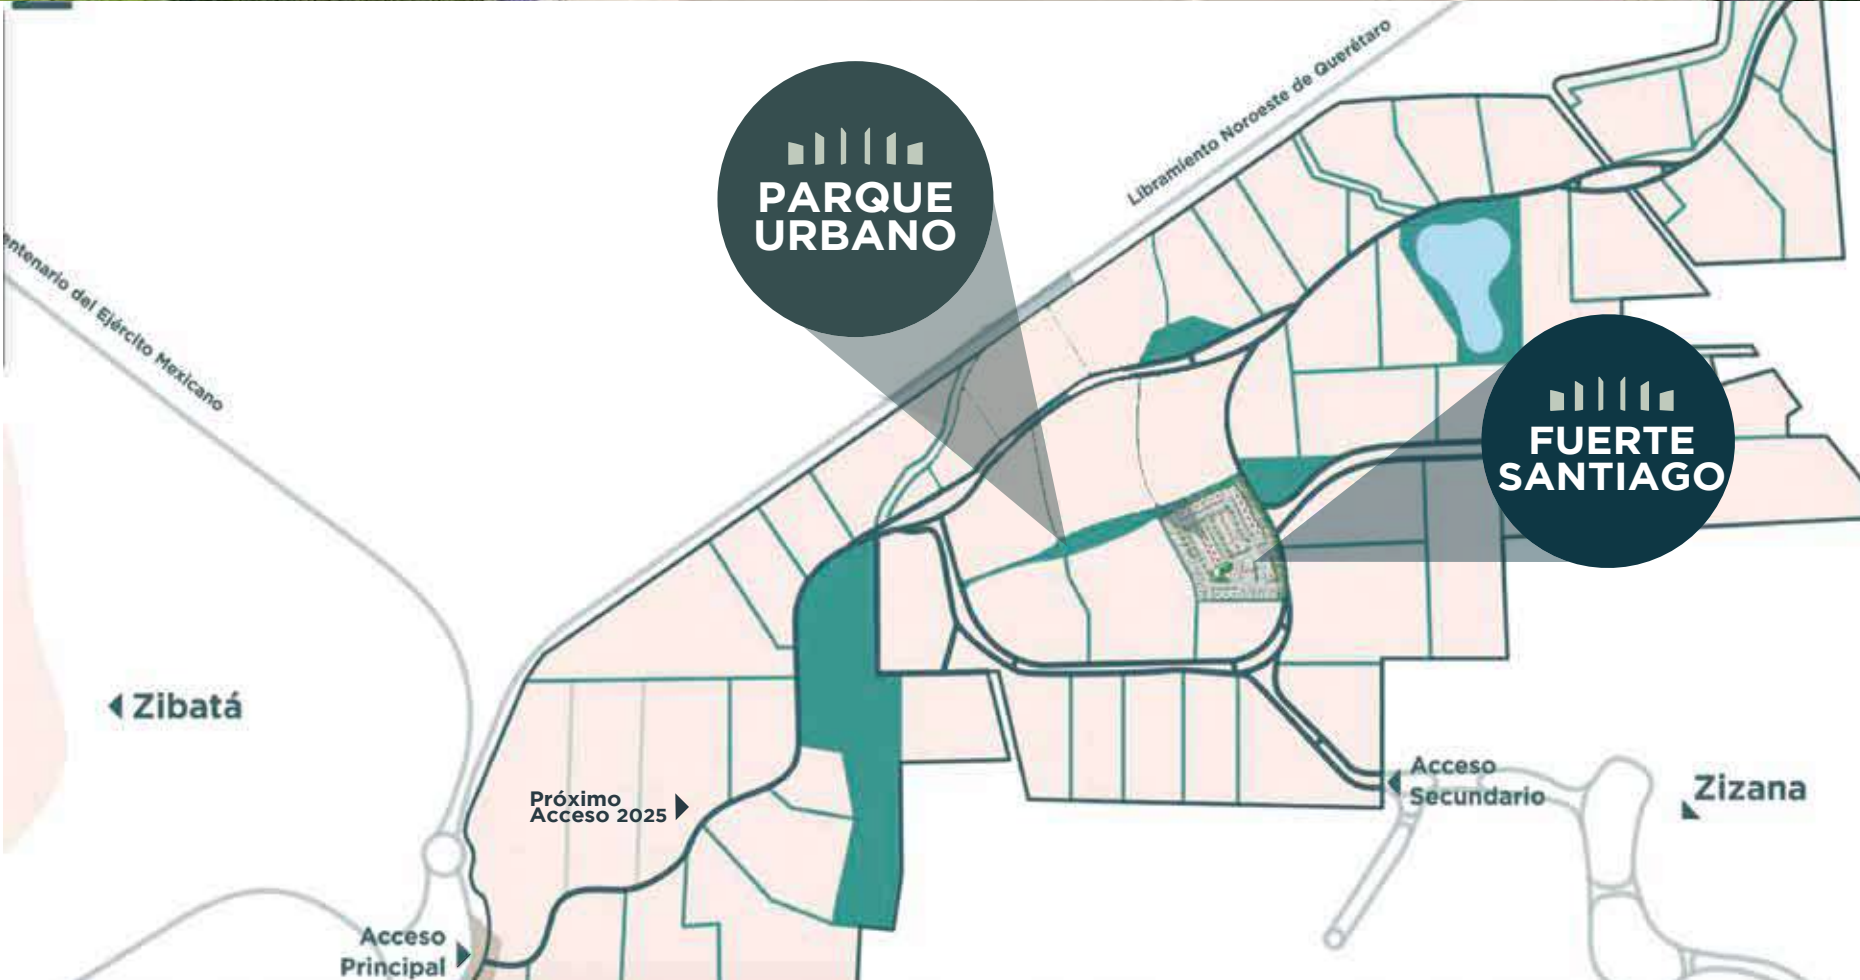 Libramiento Noroeste de Querétaro
PARQUE
URBANO
entenario del Ejército Mexicano
FUERTE
SANTIAGO
Zibatá
Próximo
Acceso 2025
Acceso
Secundario
Zizana
Acceso
Principal